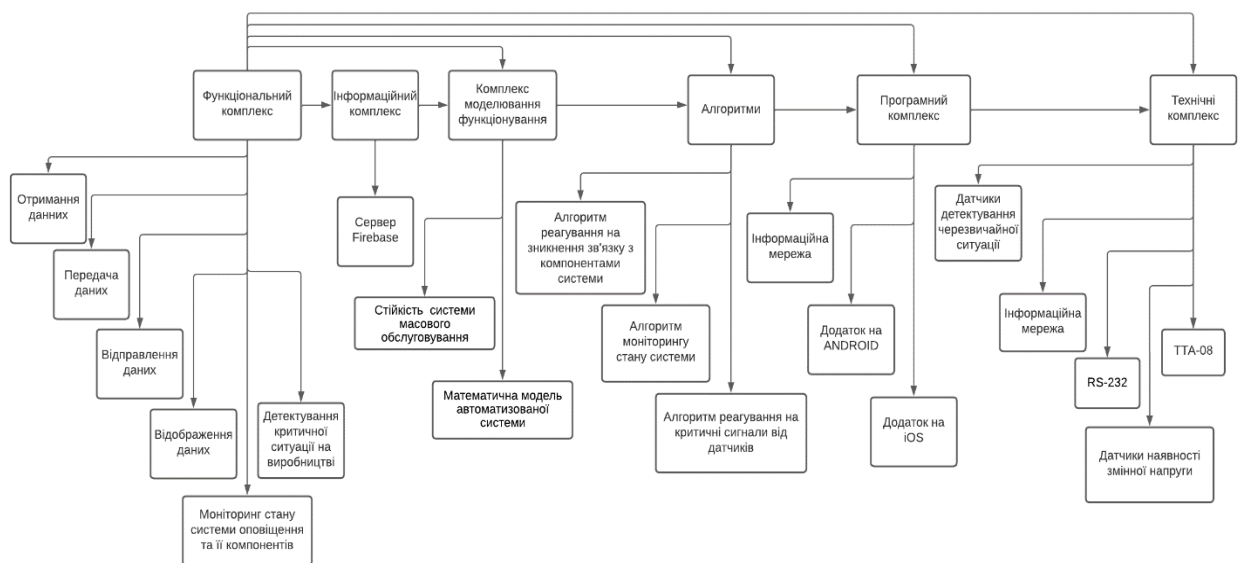 Функціональний
комплекс
Інформаційний
комплекс
Комплекс
моделювання
функціонування
Алгоритми
Програмний
комплекс
Технічні
комплекс
Отримання
данних
Передача
даних
Відправлення
даних
Відображення
даних
Детектування
критичної
ситуації на
виробництві
Моніторинг стану
системи оповіщення
та її компонентів
Сервер
Firebase
Стійкість системи
масового
обслуговування
Математична модель
автоматизованої
системи
Алгоритм
реагування на
зникнення зв'язку з
компонентами
системи
Алгоритм
моніторингу
стану системи
Алгоритм реагування на
критичні сигнали від
датчиків
Інформаційна
мережа
Додаток на
ANDROID
Додаток на
iOS
Датчики
детектування
черезвичайної
ситуації
Інформаційна
мережа
RS-232
ТТА-08
Датчики наявності
змінної напруги